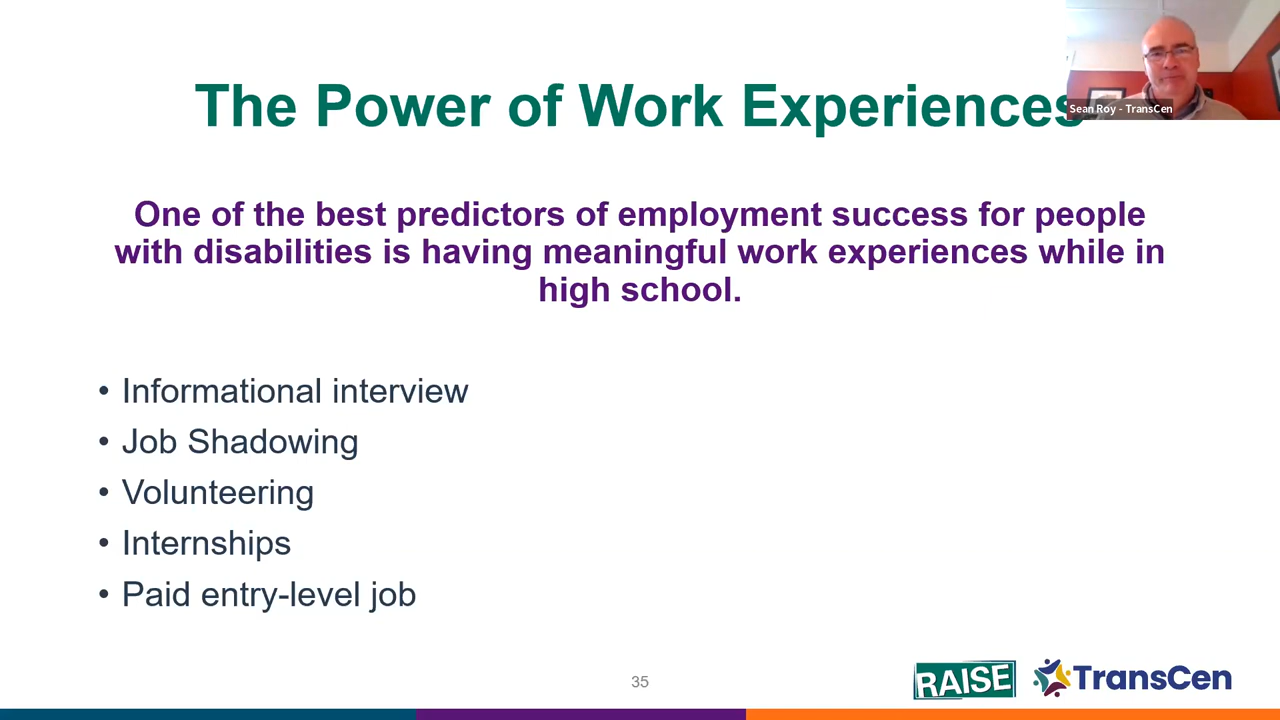 The Power of Work Experiences
Sean Roy - TransCen
One of the best predictors of employment success for people
with disabilities is having meaningful work experiences while in
high school.
• Informational interview
• Job Shadowing
• Volunteering
• Internships
• Paid entry-level job
35
RAISE
TransCen